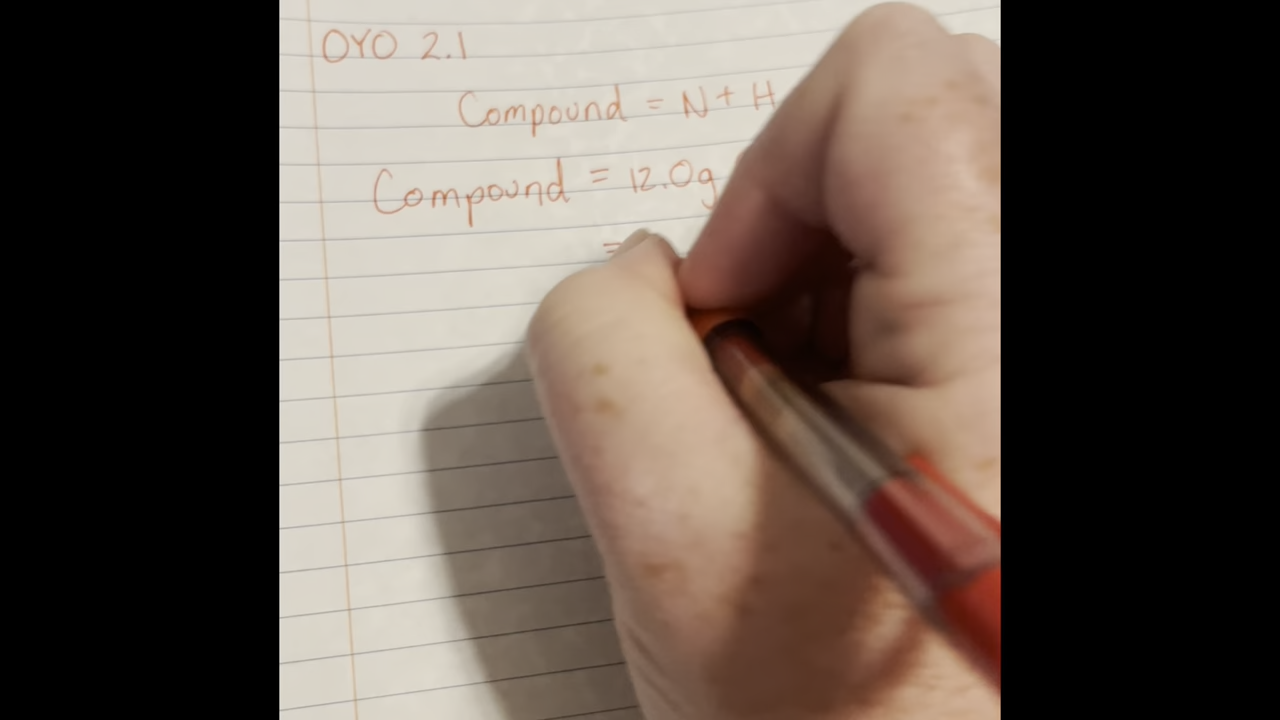 OYO 2.1
Compound = N + H
Compound = 12.0g
=